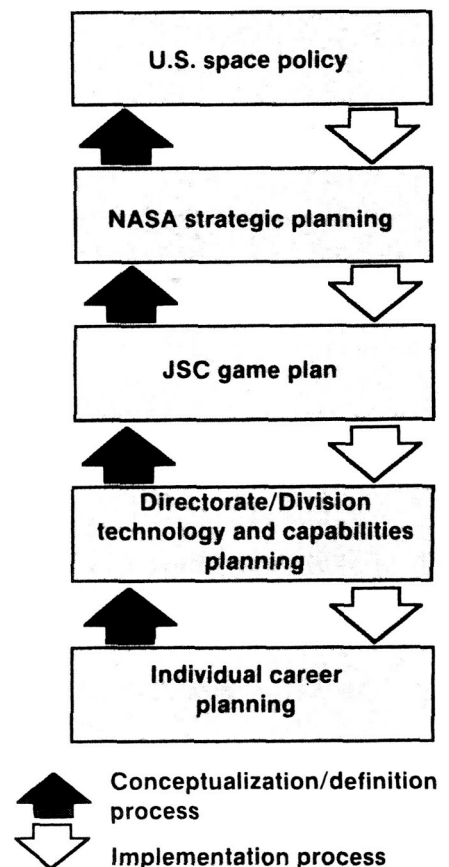 U.S. space policy
NASA strategic planning
JSC game plan
Directorate/Division
technology and capabilities
planning
Individual career
planning
Conceptualization/definition
process
Implementation process